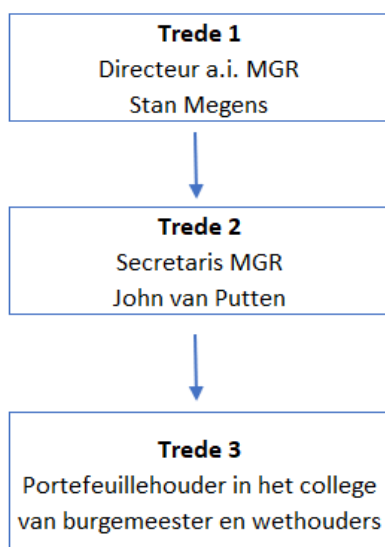 Trede 1
Directeur a.i. MGR
Stan Megens
Trede 2
Secretaris MGR
John van Putten
Trede 3
Portefeuillehouder in het college
van burgemeester en wethouders